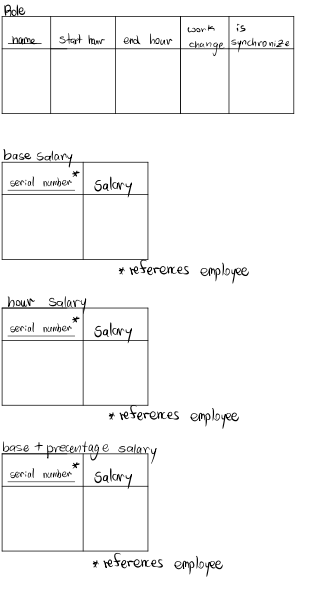 Role
name start hour end hour work change is synchronize
base salary
serial number* Salary
* references employee
hour salary
serial number* Salary
* references employee
base + precentage salary
serial number* Salary
* references employee